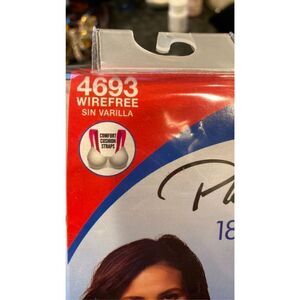 4693
WIREFREE
SIN VARILLA
COMFORT
CUSHION
STRAPS
18